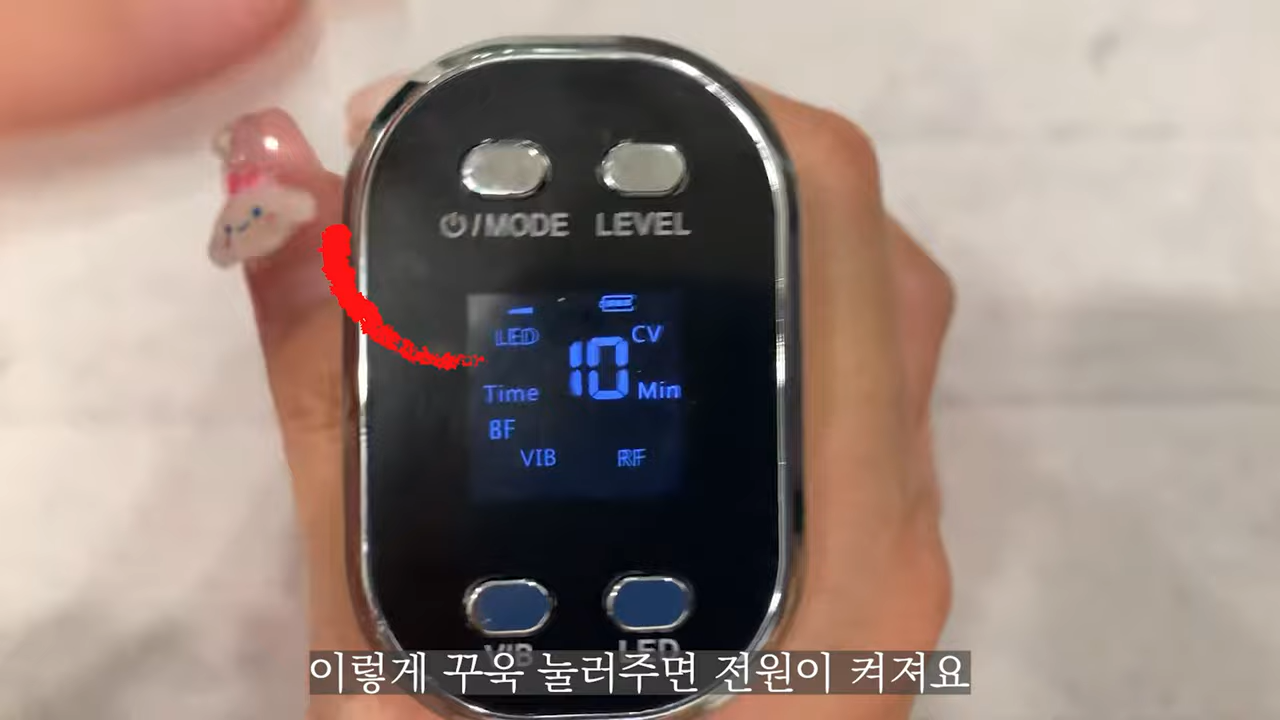 ⏻/MODE LEVEL
LED CV
Time 10 Min
BF
VIB RF
VIB LED
이렇게 꾸욱 눌러주면 전원이 켜져요